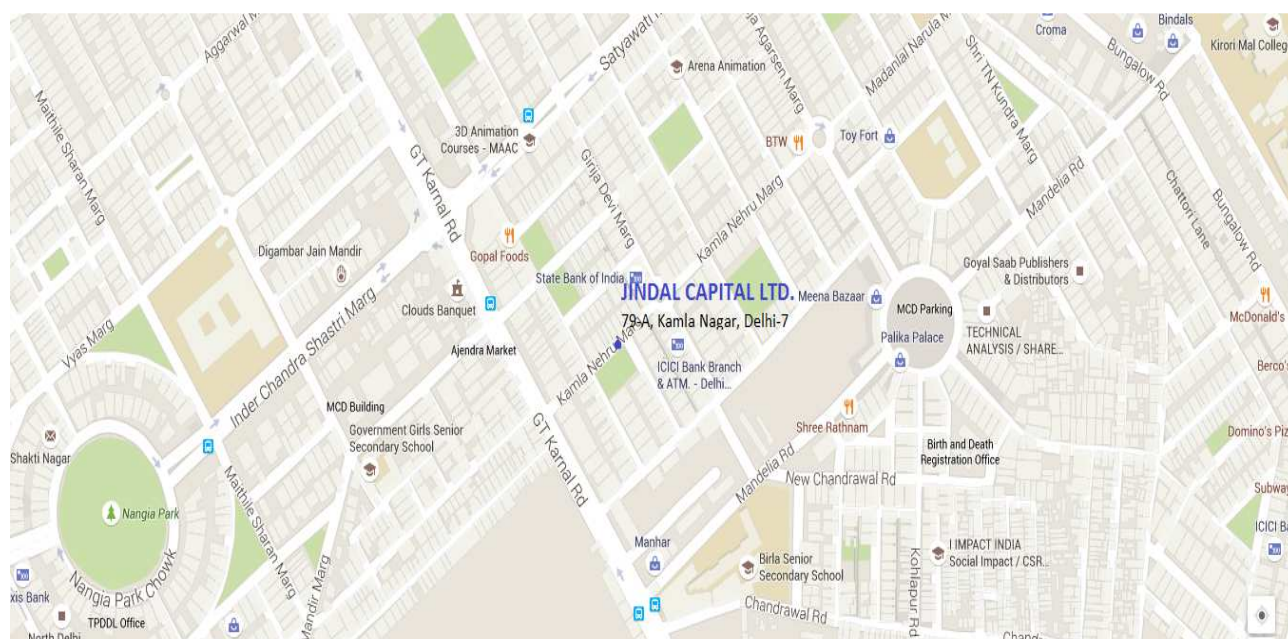 Aggarwal M
Satyawati
ja Agarsen Marg
Madanlal Narula M
Croma
Bindals
Kirori Mal Colleg
Bungalow Rd
Shri TN Kundra Marg
Arena Animation
Maithile Sharan Marg
3D Animation
Courses - MAAC
BTW
Toy Fort
Girija Devi Marg
GT Karnal Rd
Kamla Nehru Marg
Mandelia Rd
Chattori Lane
Bungalow Rd
Digambar Jain Mandir
Gopal Foods
State Bank of India
JINDAL CAPITAL LTD.
79-A, Kamla Nagar, Delhi-7
Meena Bazaar
MCD Parking
Goyal Saab Publishers
& Distributors
Clouds Banquet
Ajendra Market
Vyas Marg
Inder Chandra Shastri Marg
Palika Palace
TECHNICAL
ANALYSIS / SHARE...
McDonald's
Kamla Nehru Mar
ICICI Bank Branch
& ATM. - Delhi...
Berco's
MCD Building
Government Girls Senior
Secondary School
Shree Rathnam
Birth and Death
Registration Office
Domino's Piz
Shakti Nagar
GT Karnal Rd
Mandelia Rd
New Chandrawal Rd
Subway
Nangia Park
Maithile Sharan Marg
Manhar
Birla Senior
Secondary School
I IMPACT INDIA
Social Impact / CSR...
ICICI Ba
Kohlapur Rd
Nangia Park Chowk
xis Bank
TPDDL Office
Mandir Marg
Chandrawal Rd
North Delhi
Chand